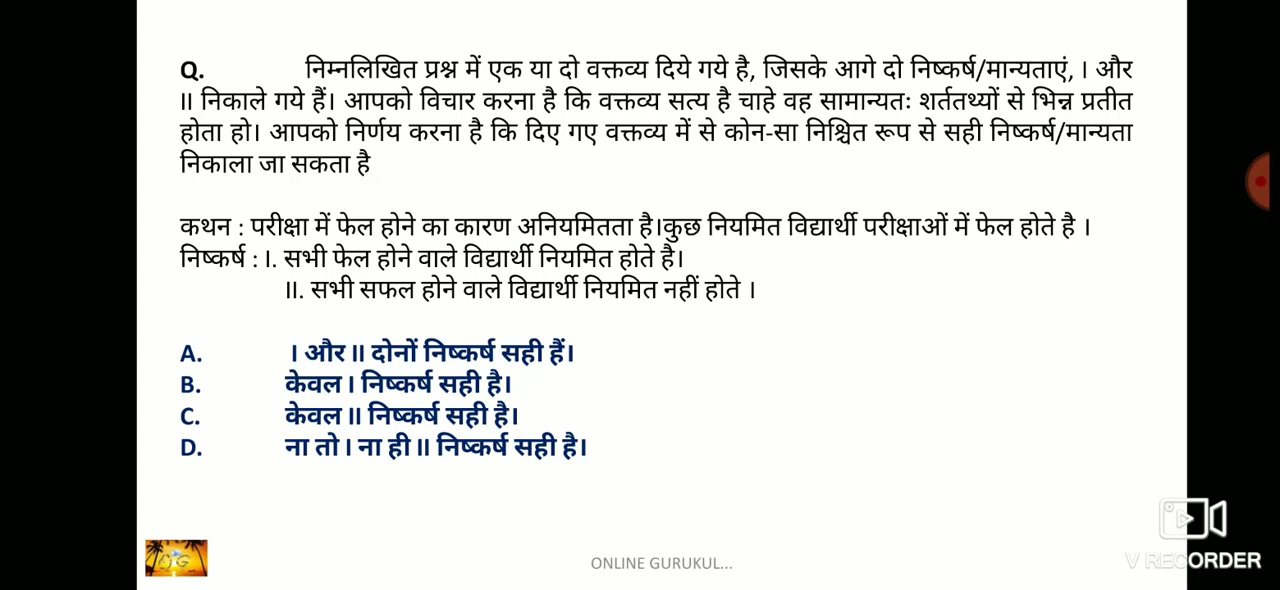 Q. निम्नलिखित प्रश्न में एक या दो वक्तव्य दिये गये है, जिसके आगे दो निष्कर्ष/मान्यताएं, । और
॥ निकाले गये हैं। आपको विचार करना है कि वक्तव्य सत्य है चाहे वह सामान्यतः शर्ततथ्यों से भिन्न प्रतीत
होता हो। आपको निर्णय करना है कि दिए गए वक्तव्य में से कोन-सा निश्चित रूप से सही निष्कर्ष/मान्यता
निकाला जा सकता है
कथन : परीक्षा में फेल होने का कारण अनियमितता है।कुछ नियमित विद्यार्थी परीक्षाओं में फेल होते है ।
निष्कर्ष : ।. सभी फेल होने वाले विद्यार्थी नियमित होते है।
॥. सभी सफल होने वाले विद्यार्थी नियमित नहीं होते ।
A. । और ॥ दोनों निष्कर्ष सही हैं।
B. केवल । निष्कर्ष सही है।
C. केवल ॥ निष्कर्ष सही है।
D. ना तो । ना ही ॥ निष्कर्ष सही है।
ONLINE GURUKUL...
V RECORDER